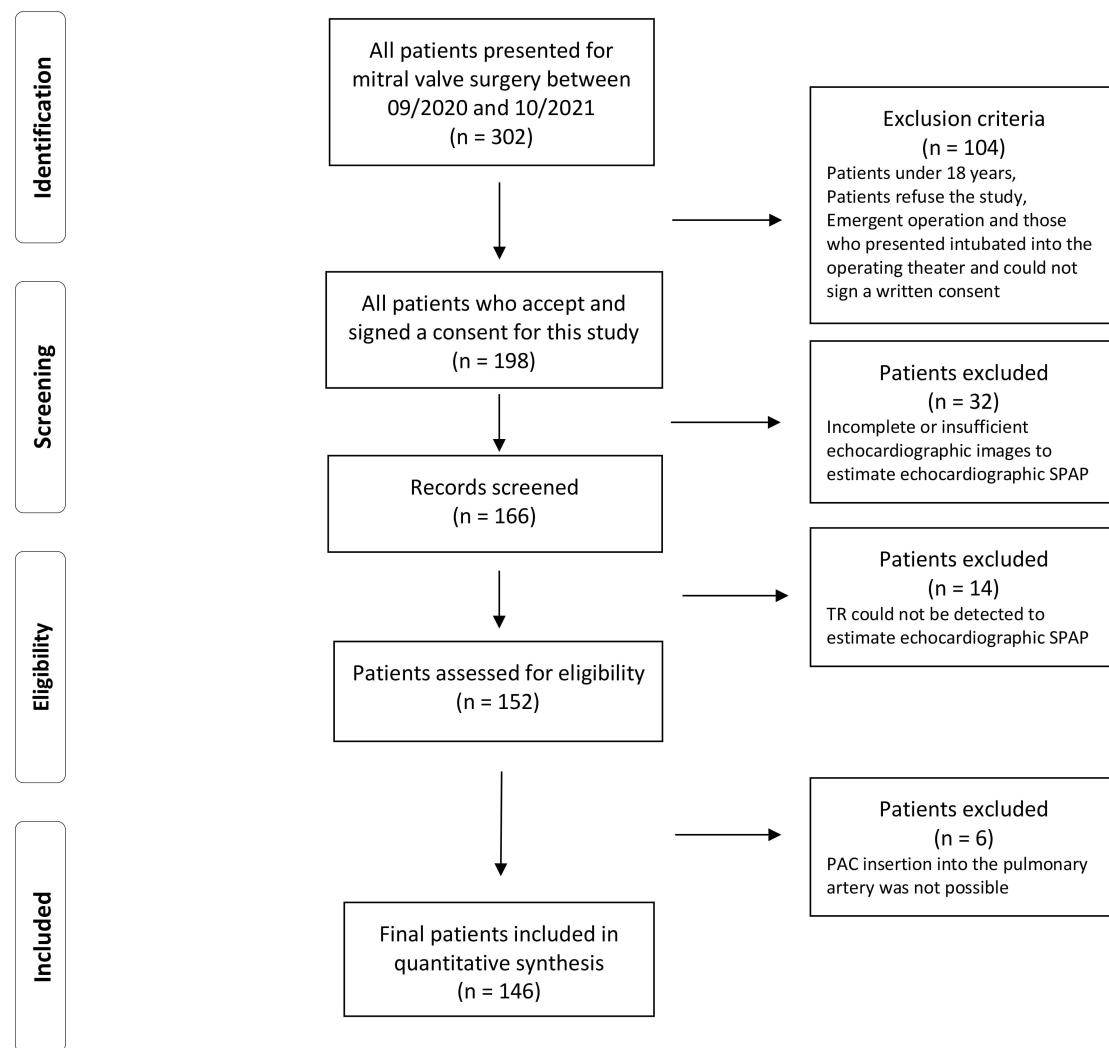 Identification
All patients presented for
mitral valve surgery between
09/2020 and 10/2021
(n = 302)
Exclusion criteria
(n = 104)
Patients under 18 years,
Patients refuse the study,
Emergent operation and those
who presented intubated into the
operating theater and could not
sign a written consent
Screening
All patients who accept and
signed a consent for this study
(n = 198)
Patients excluded
(n = 32)
Incomplete or insufficient
echocardiographic images to
estimate echocardiographic SPAP
Records screened
(n = 166)
Patients excluded
(n = 14)
TR could not be detected to
estimate echocardiographic SPAP
Eligibility
Patients assessed for eligibility
(n = 152)
Patients excluded
(n = 6)
PAC insertion into the pulmonary
artery was not possible
Included
Final patients included in
quantitative synthesis
(n = 146)